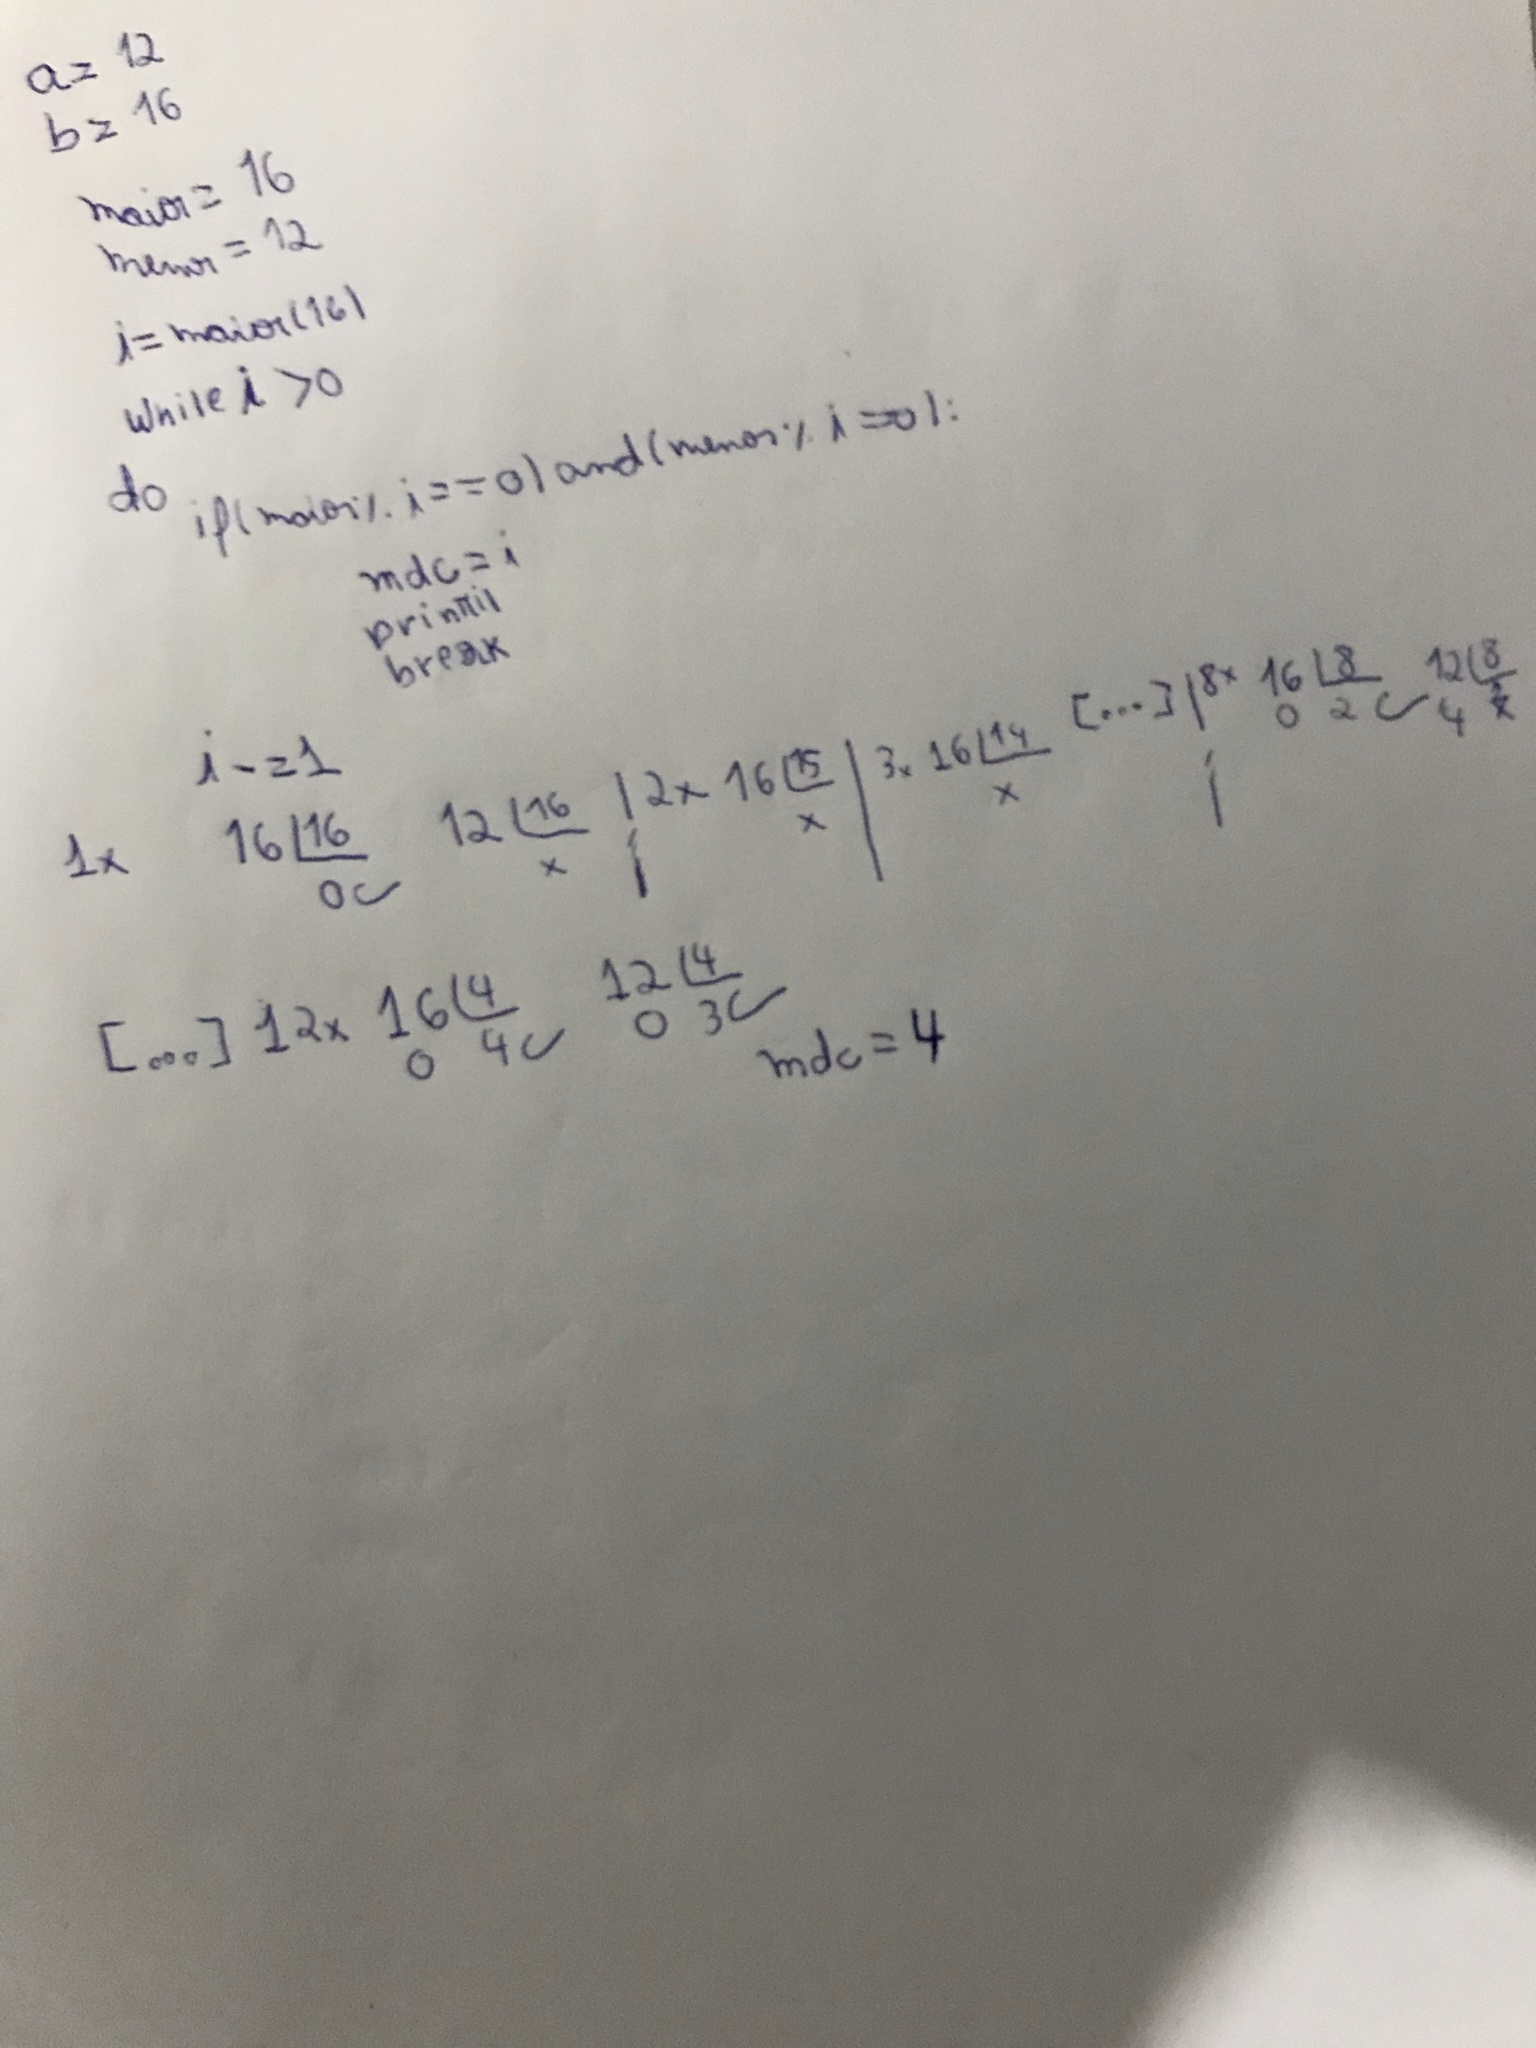 a= 12
b= 16
maior= 16
menor= 12
i= maior(16)
while i >0
do if(maior%. i==0) and(menor%. i==0):
mdc= i
print(i)
break
i-=1
1x 16 16 0 12 16 x 2x 16 15 x 3x 16 14 x [...] 8x 16 8 0 2 12 8 4 x
[...] 12x 16 4 0 4 12 4 0 3
mdc = 4